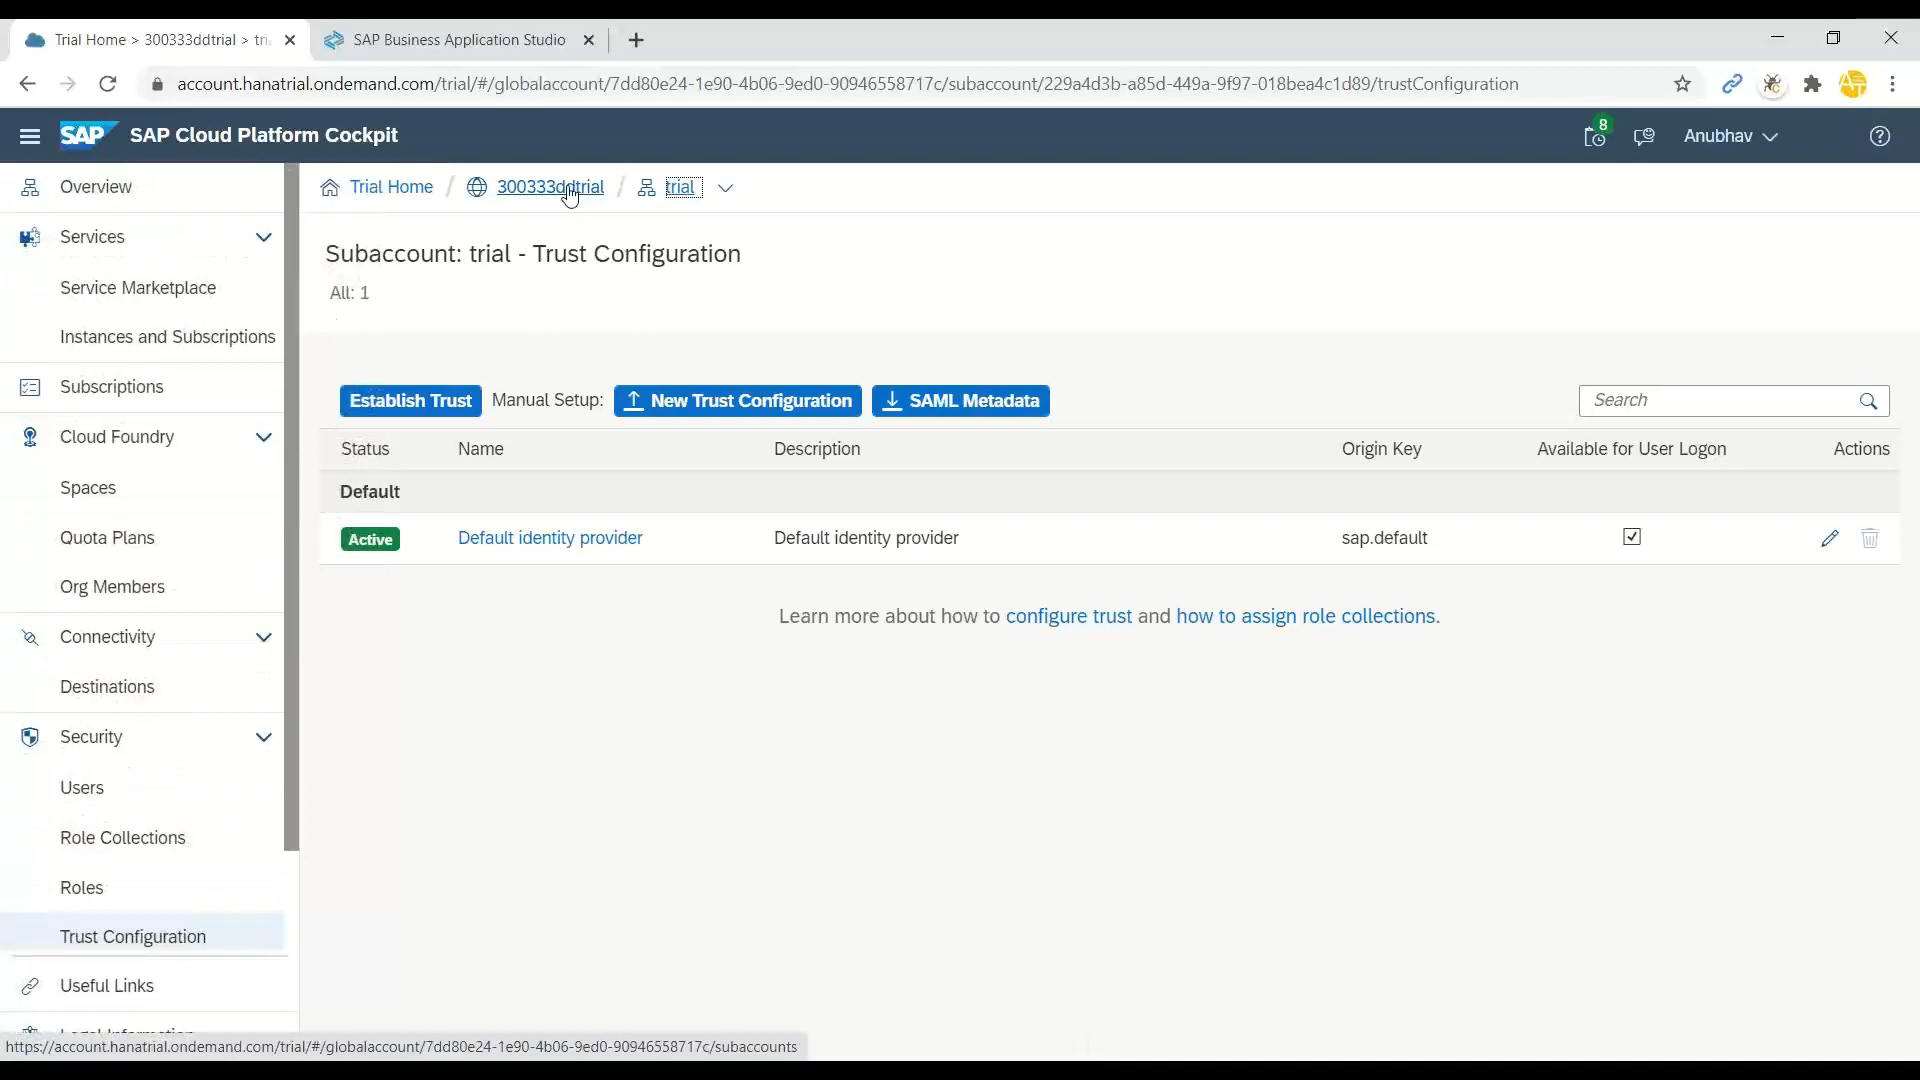 Trial Home > 300333ddtrial > tri
SAP Business Application Studio
account.hanatrial.ondemand.com/trial/#/globalaccount/7dd80e24-1e90-4b06-9ed0-90946558717c/subaccount/229a4d3b-a85d-449a-9f97-018bea4c1d89/trustConfiguration
SAP SAP Cloud Platform Cockpit
8
Anubhav
Overview
Services
Service Marketplace
Instances and Subscriptions
Subscriptions
Cloud Foundry
Spaces
Quota Plans
Org Members
Connectivity
Destinations
Security
Users
Role Collections
Roles
Trust Configuration
Useful Links
Legal Information
Trial Home / 300333ddtrial / trial
Subaccount: trial - Trust Configuration
All: 1
Establish Trust Manual Setup: New Trust Configuration SAML Metadata
Search
Status Name Description Origin Key Available for User Logon Actions
Default
Active Default identity provider Default identity provider sap.default
Learn more about how to configure trust and how to assign role collections.
https://account.hanatrial.ondemand.com/trial/#/globalaccount/7dd80e24-1e90-4b06-9ed0-90946558717c/subaccounts